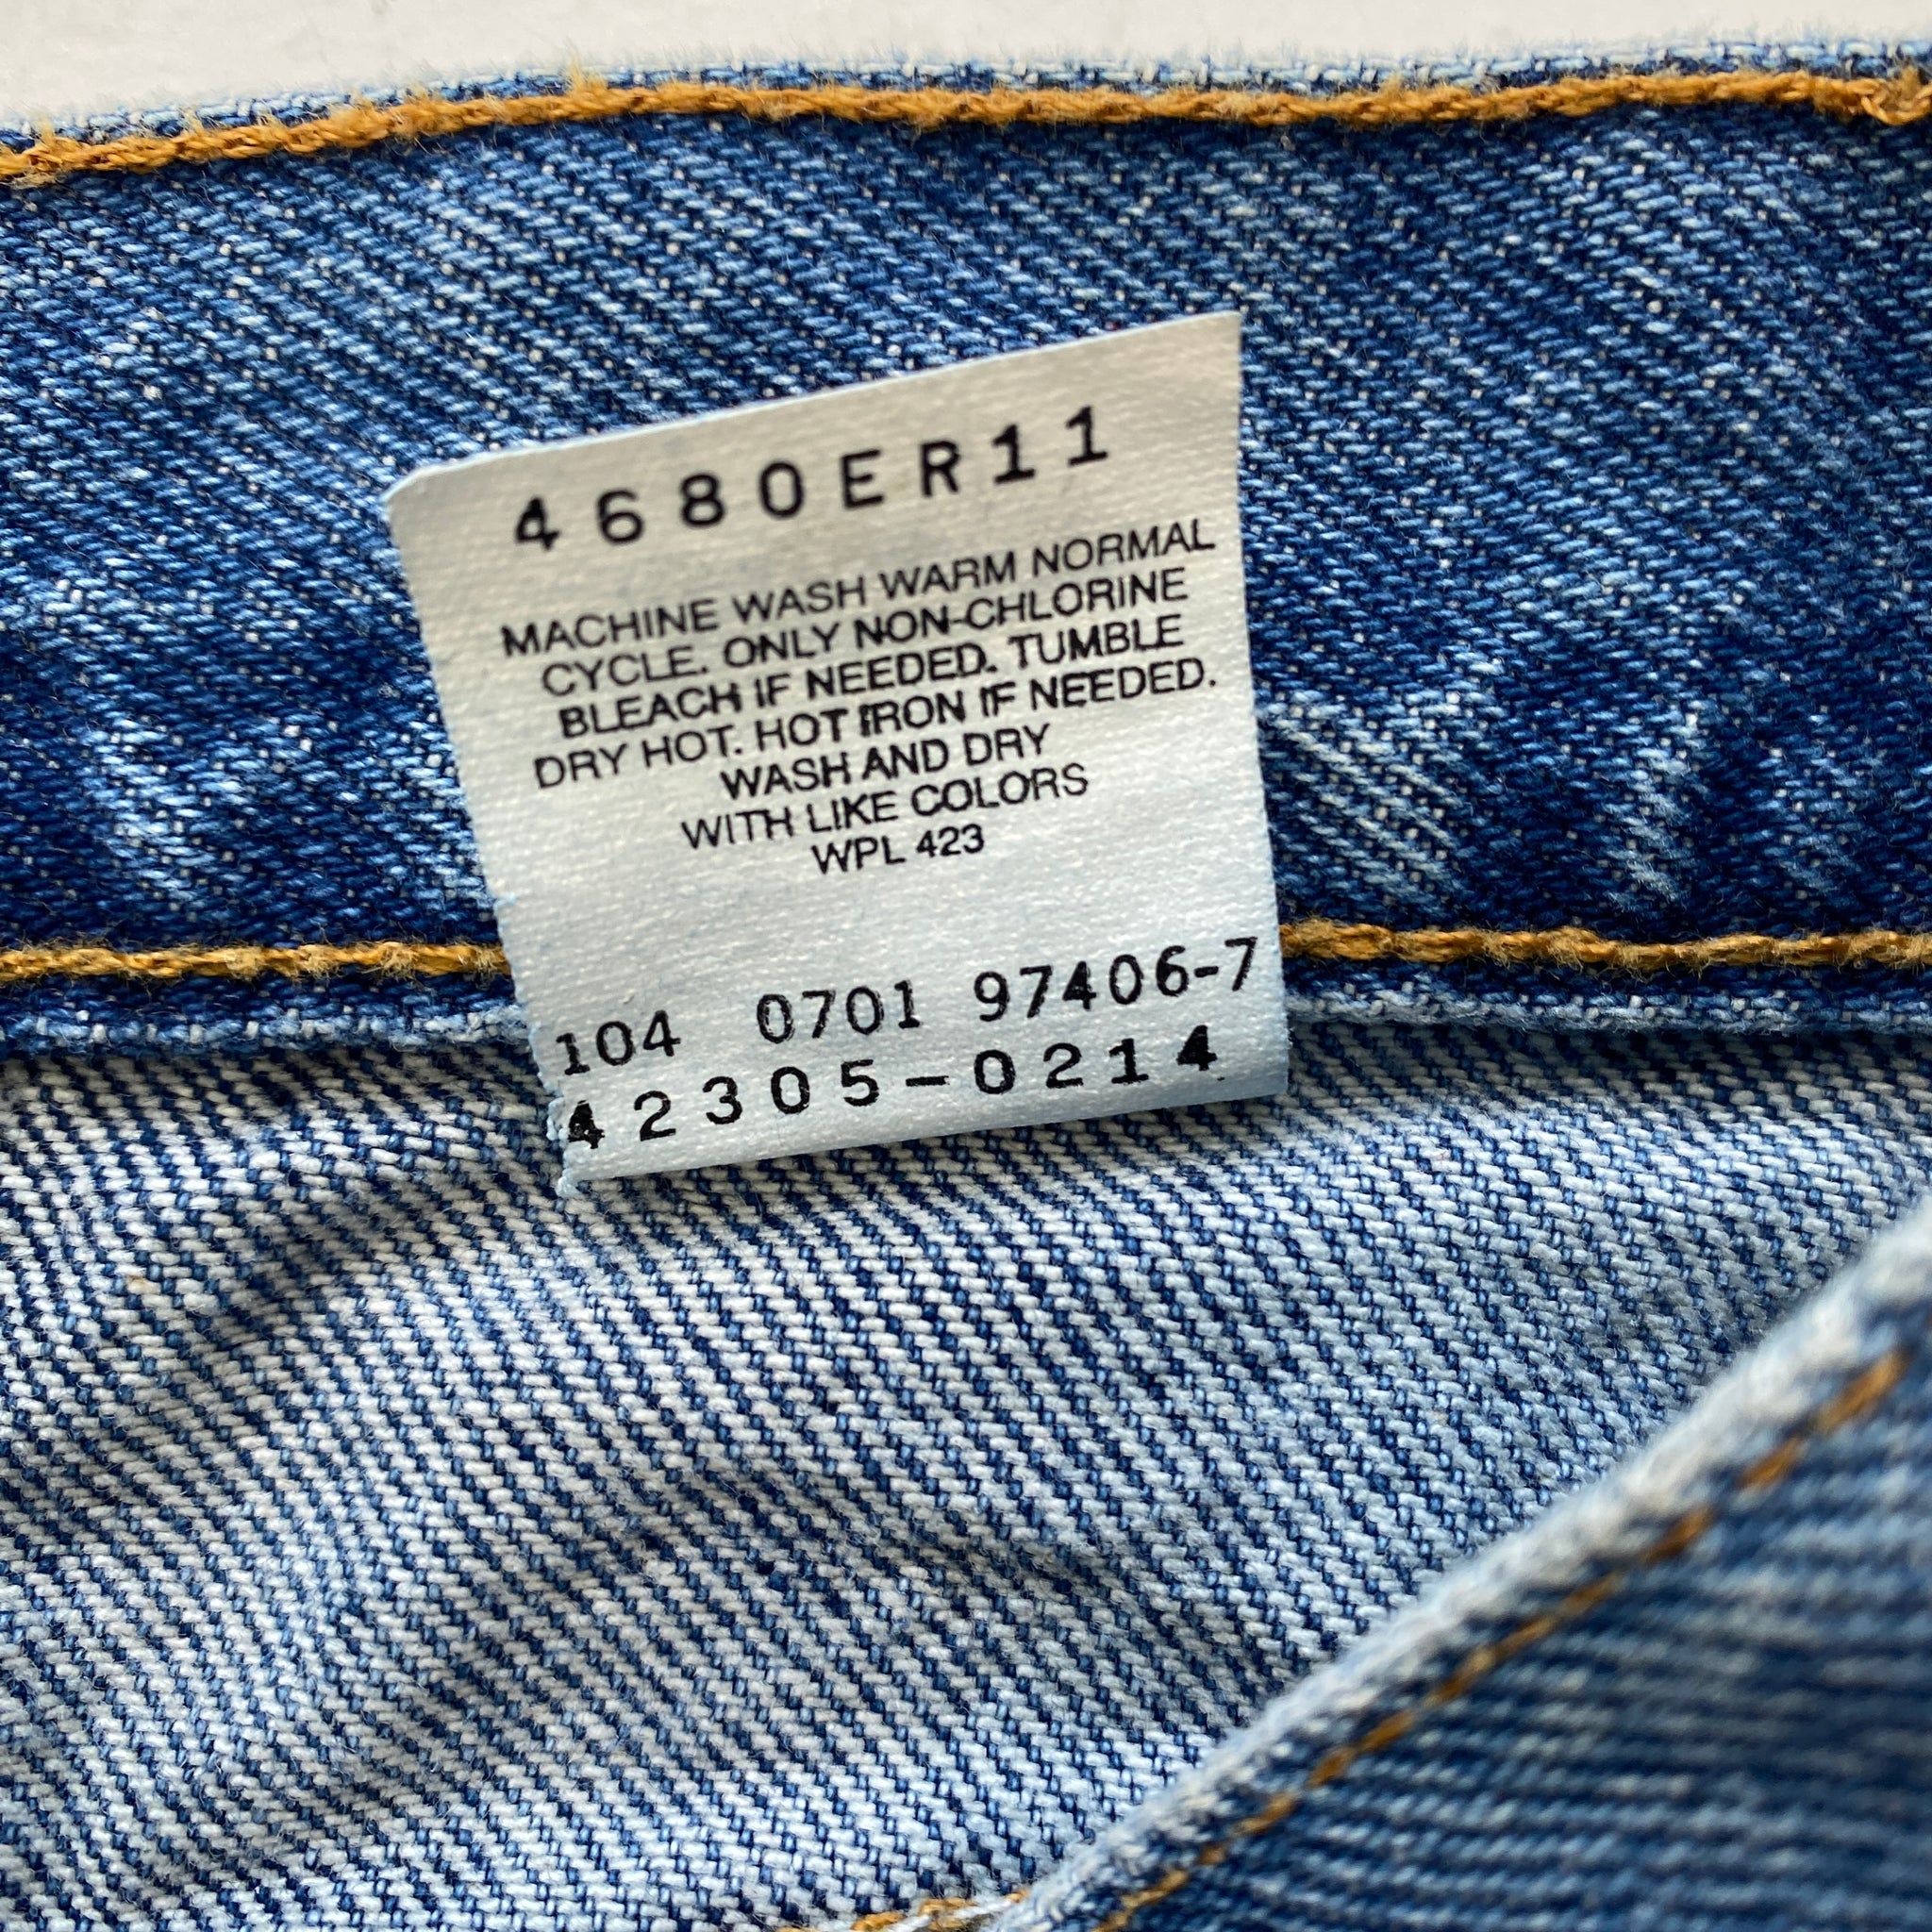 4680ER11
MACHINE WASH WARM NORMAL
CYCLE. ONLY NON-CHLORINE
BLEACH IF NEEDED. TUMBLE
DRY HOT. HOT IRON IF NEEDED.
WASH AND DRY
WITH LIKE COLORS
WPL 423
104 0701 97406-7
42305-0214